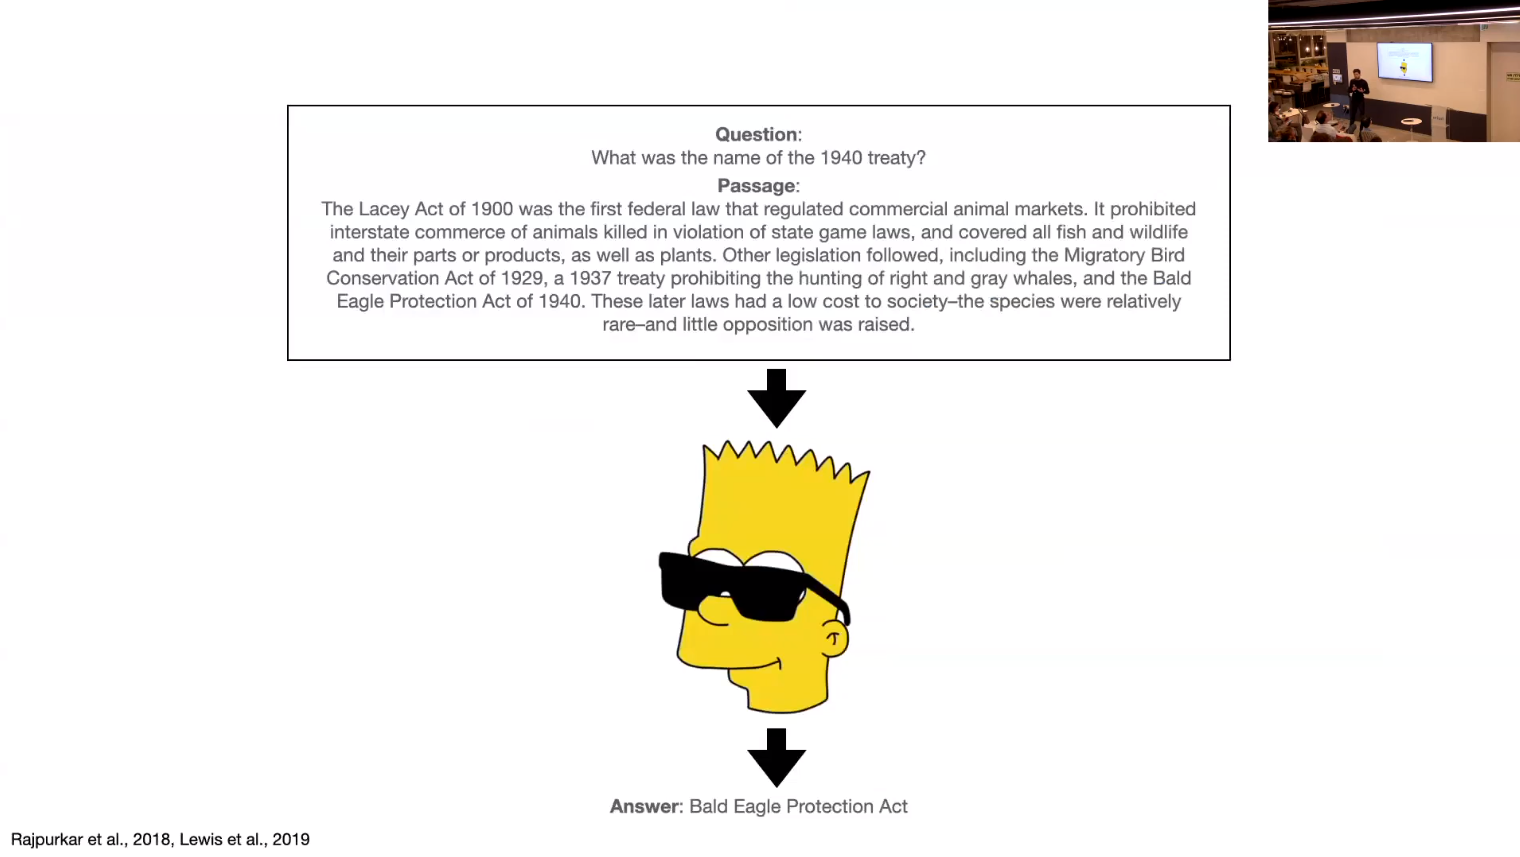 Question:
What was the name of the 1940 treaty?
Passage:
The Lacey Act of 1900 was the first federal law that regulated commercial animal markets. It prohibited
interstate commerce of animals killed in violation of state game laws, and covered all fish and wildlife
and their parts or products, as well as plants. Other legislation followed, including the Migratory Bird
Conservation Act of 1929, a 1937 treaty prohibiting the hunting of right and gray whales, and the Bald
Eagle Protection Act of 1940. These later laws had a low cost to society–the species were relatively
rare–and little opposition was raised.
Answer: Bald Eagle Protection Act
Rajpurkar et al., 2018, Lewis et al., 2019